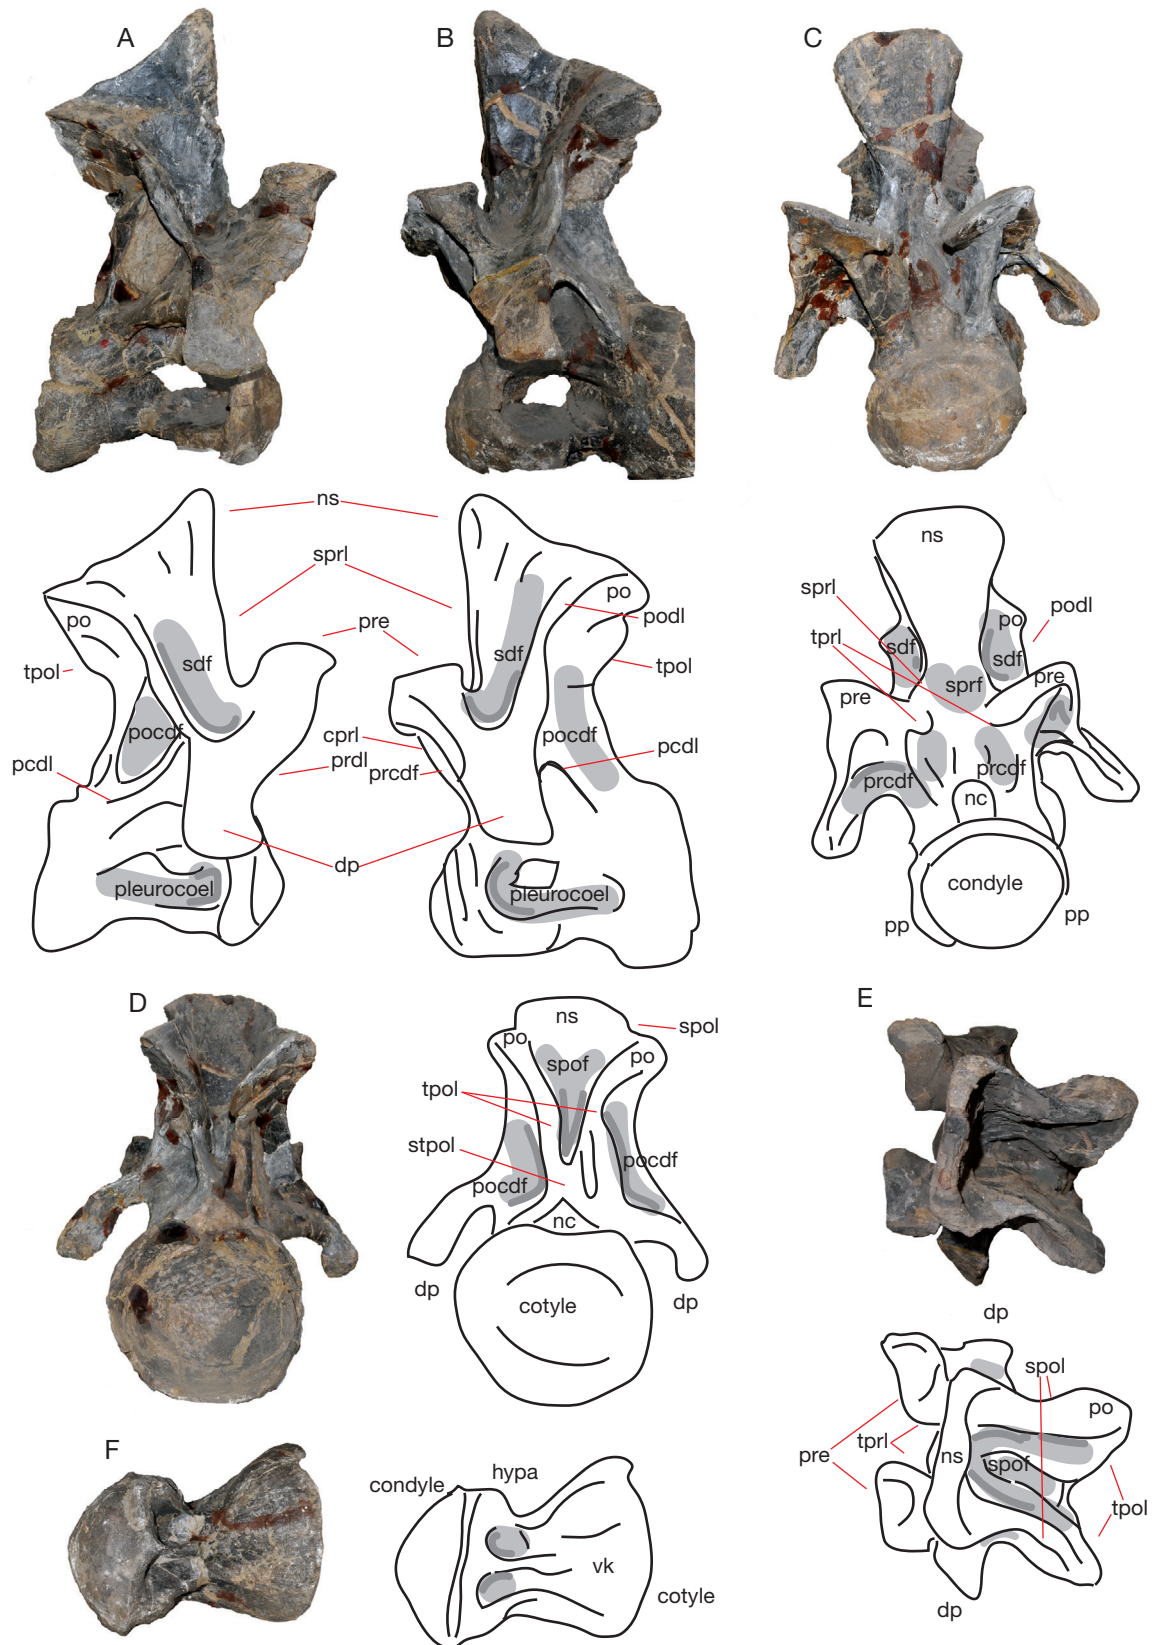 A
B
C
ns
sprl
po
sdf
pre
tpol
pocdf
pcdl
cprl
prdl
prcdf
dp
pleurocoel
po
podl
sdf
tpol
pocdf
pcdl
pleurocoel
ns
sprl
tprl
po
podl
sdf
sdf
sprf
pre
pre
prcdf
prcdf
nc
condyle
pp
pp
D
ns
spol
po
po
spof
tpol
stpol
pocdf
pocdf
nc
dp
dp
cotyle
E
dp
spol
po
pre
tprl
ns
spof
tpol
dp
F
condyle
hypa
vk
cotyle